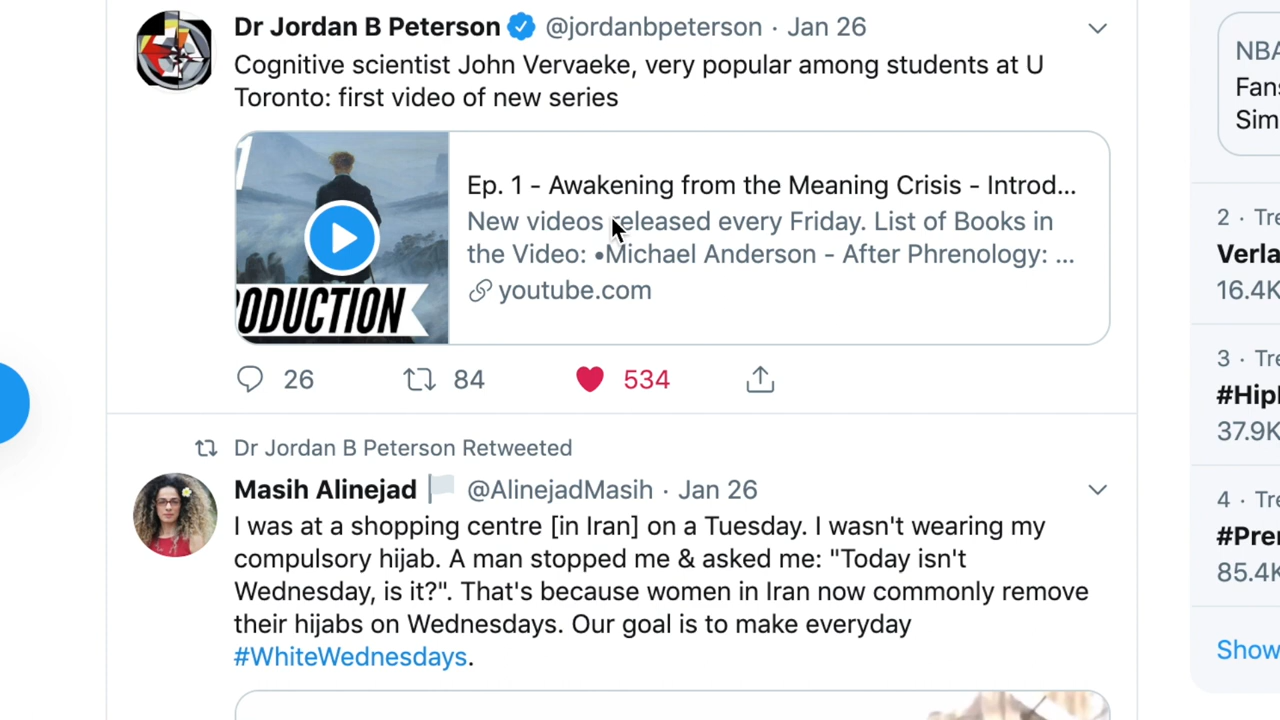 Dr Jordan B Peterson @jordanbpeterson · Jan 26
Cognitive scientist John Vervaeke, very popular among students at U
Toronto: first video of new series
1
ODUCTION
Ep. 1 - Awakening from the Meaning Crisis - Introd...
New videos released every Friday. List of Books in
the Video: •Michael Anderson - After Phrenology: ...
youtube.com
26 84 534
Dr Jordan B Peterson Retweeted
Masih Alinejad @AlinejadMasih · Jan 26
I was at a shopping centre [in Iran] on a Tuesday. I wasn't wearing my
compulsory hijab. A man stopped me & asked me: "Today isn't
Wednesday, is it?". That's because women in Iran now commonly remove
their hijabs on Wednesdays. Our goal is to make everyday
#WhiteWednesdays.
NBA
Fans
Sim
2 · Tre
Verla
16.4K
3 · Tre
#Hip
37.9K
4 · Tre
#Pre
85.4K
Show